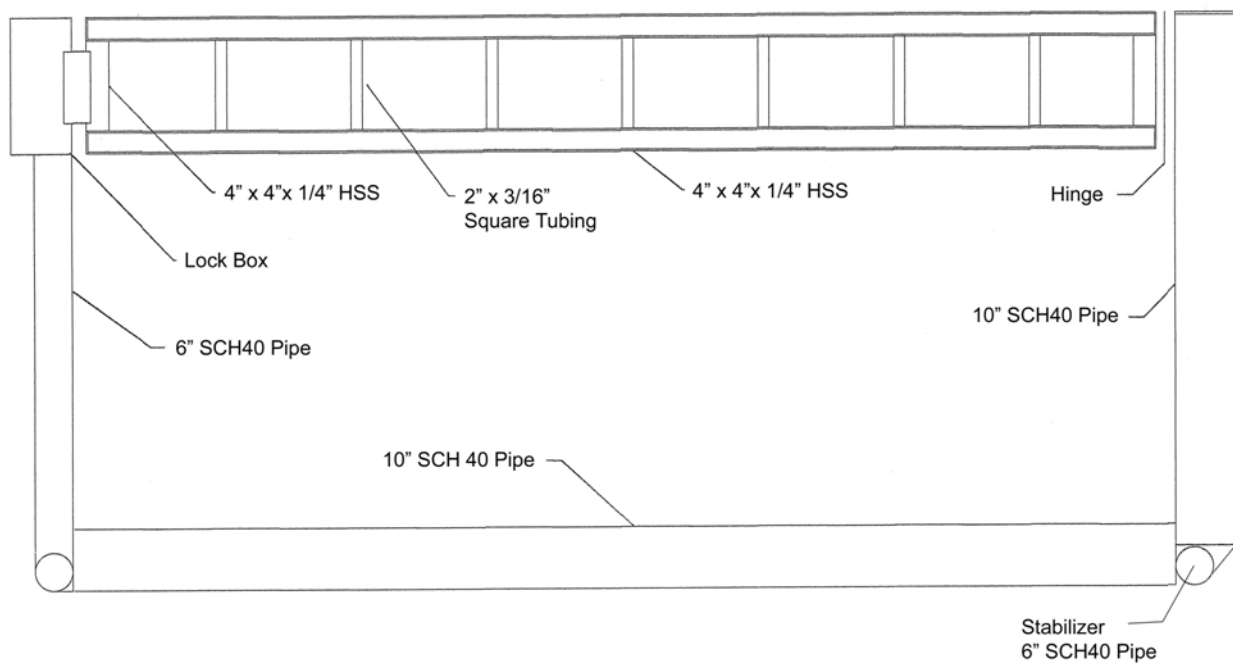 4” x 4”x 1/4” HSS
2” x 3/16”
Square Tubing
4” x 4”x 1/4” HSS
Hinge
Lock Box
10” SCH40 Pipe
6” SCH40 Pipe
10” SCH 40 Pipe
Stabilizer
6” SCH40 Pipe